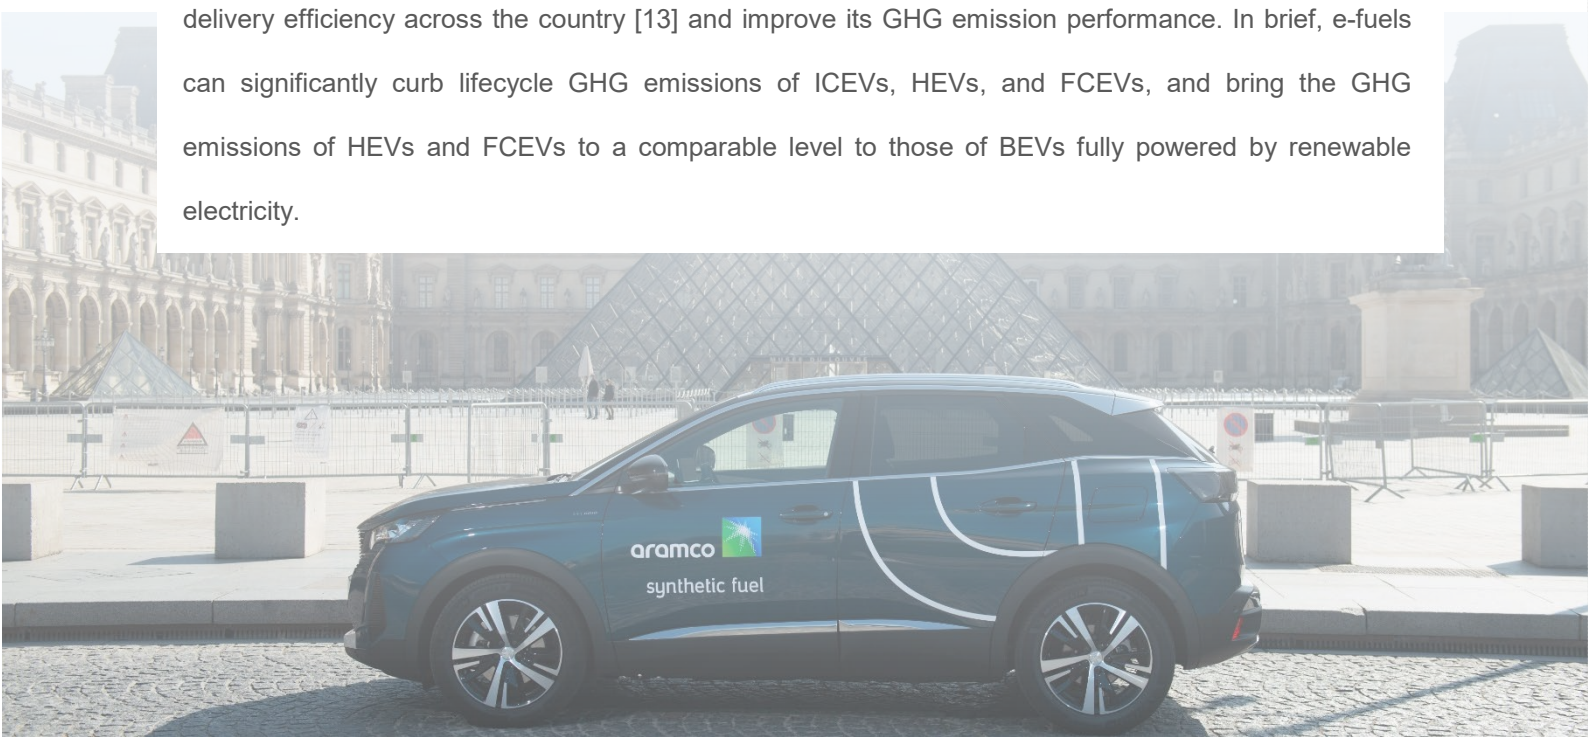 delivery efficiency across the country [13] and improve its GHG emission performance. In brief, e-fuels
can significantly curb lifecycle GHG emissions of ICEVs, HEVs, and FCEVs, and bring the GHG
emissions of HEVs and FCEVs to a comparable level to those of BEVs fully powered by renewable
electricity.
aramco
synthetic fuel